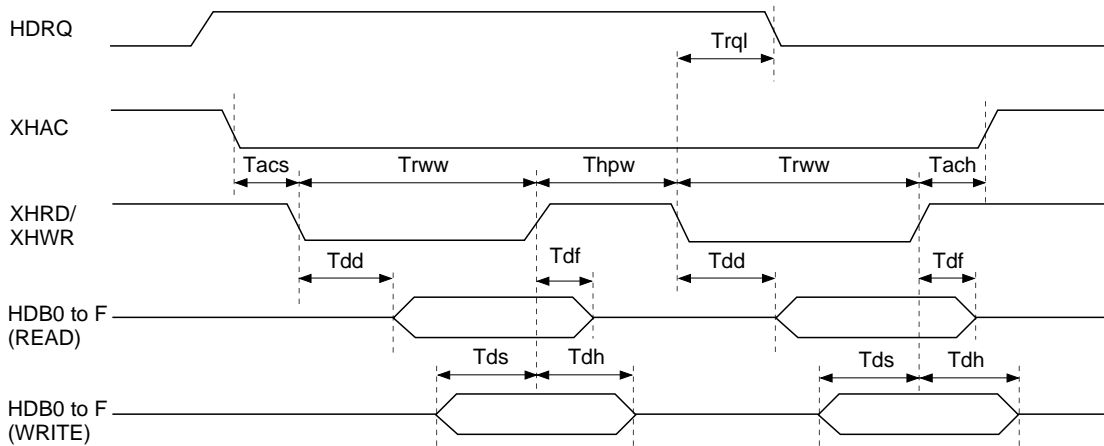 HDRQ
Trql
XHAC
Tacs Trww Thpw Trww Tach
XHRD/
XHWR
Tdd Tdf Tdd Tdf
HDB0 to F
(READ)
Tds Tdh Tds Tdh
HDB0 to F
(WRITE)